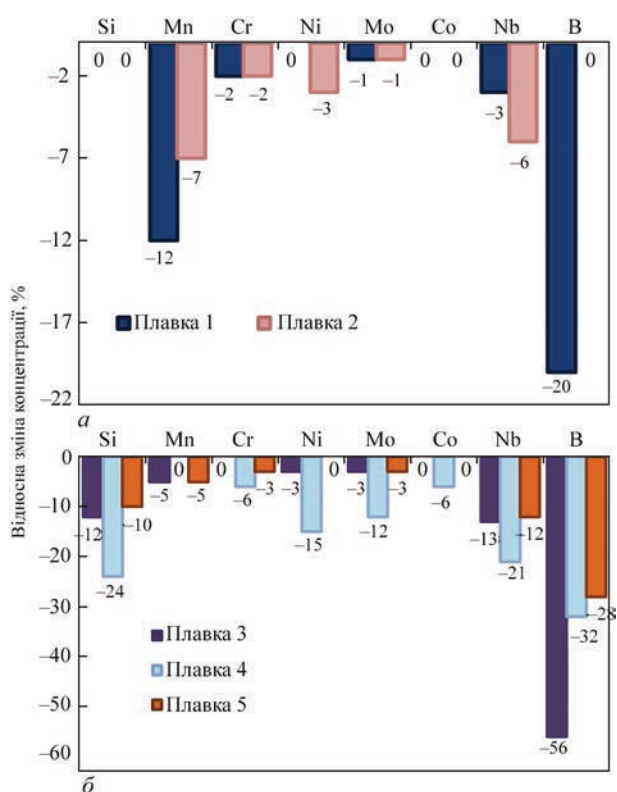 Si Mn Cr Ni Mo Co Nb B
0 0 0 0 0 0
–2
–2 –2
–1 –1
–3
–3
–6
–7
–7
–12
–12
–17
–22
–20
Плавка 1 Плавка 2
а
Відносна зміна концентрації, %
Si Mn Cr Ni Mo Co Nb B
0
0 0 0 0 0
–10
–20
–30
–40
–50
–60
–12 –24 –10
–5 –5
–6 –3
–3 –15
–3 –12 –3
–6
–13 –21 –12
–56 –32 –28
Плавка 3
Плавка 4
Плавка 5
б